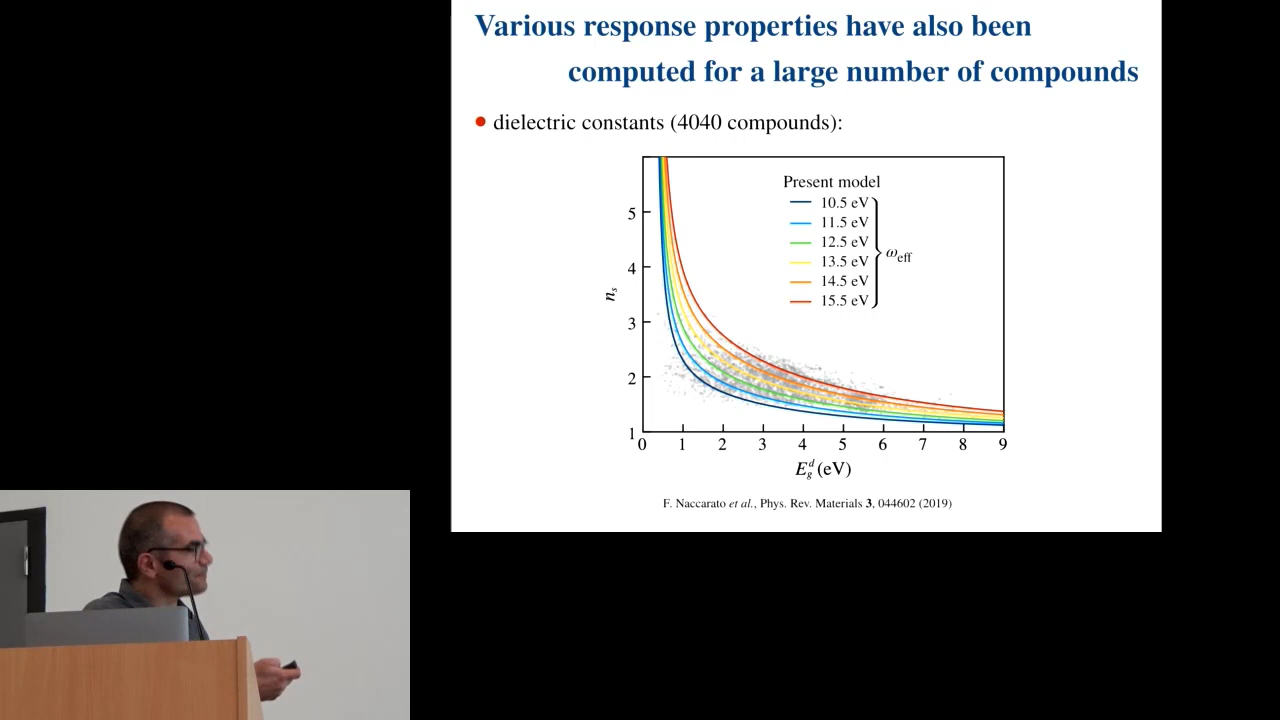 Various response properties have also been
computed for a large number of compounds
• dielectric constants (4040 compounds):
Present model
10.5 eV
11.5 eV
12.5 eV
13.5 eV
14.5 eV
15.5 eV
ω_eff
n_s
5
4
3
2
1
0 1 2 3 4 5 6 7 8 9
E_g^d (eV)
F. Naccarato et al., Phys. Rev. Materials 3, 044602 (2019)